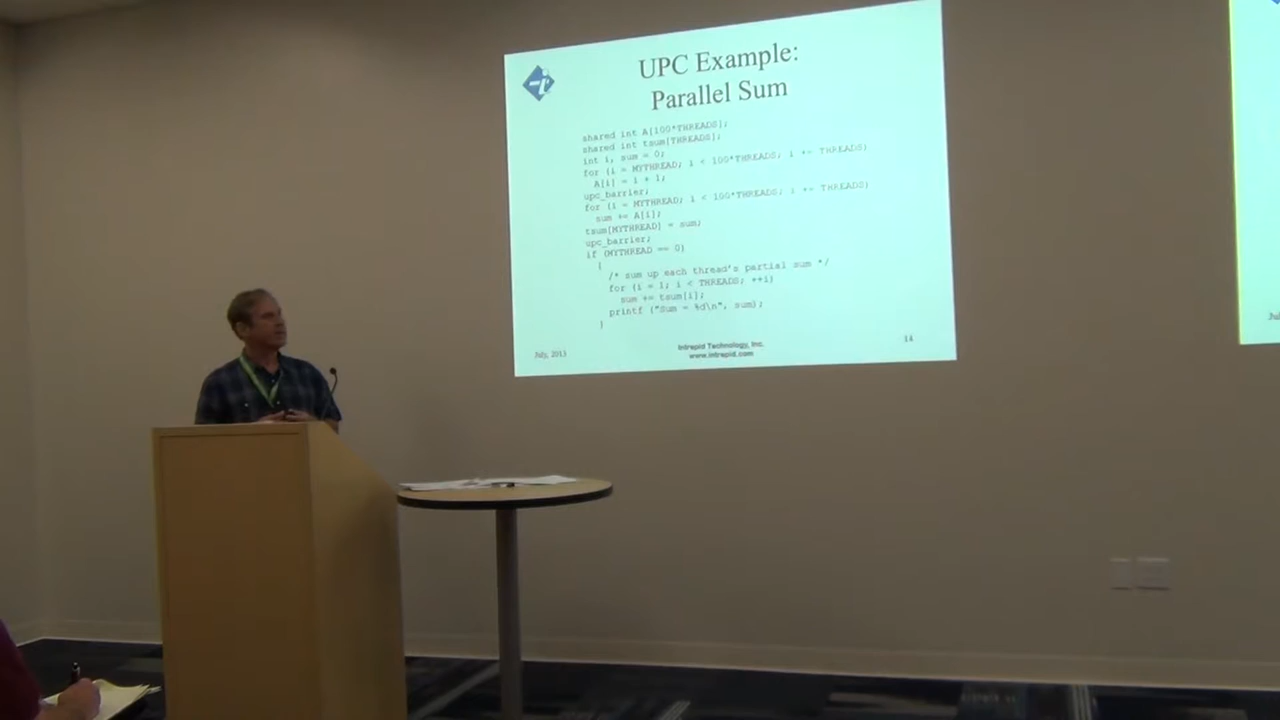 UPC Example:
Parallel Sum
shared int A[100*THREADS];
shared int tsum[THREADS];
int i, sum = 0;
for (i = MYTHREAD; i < 100*THREADS; i += THREADS)
A[i] = i + 1;
upc_barrier;
for (i = MYTHREAD; i < 100*THREADS; i += THREADS)
sum += A[i];
tsum[MYTHREAD] = sum;
upc_barrier;
if (MYTHREAD == 0)
{
/* sum up each thread's partial sum */
for (i = 1; i < THREADS; ++i)
sum += tsum[i];
printf ("Sum = %d\n", sum);
}
July, 2013
Intrepid Technology, Inc.
www.intrepid.com
14